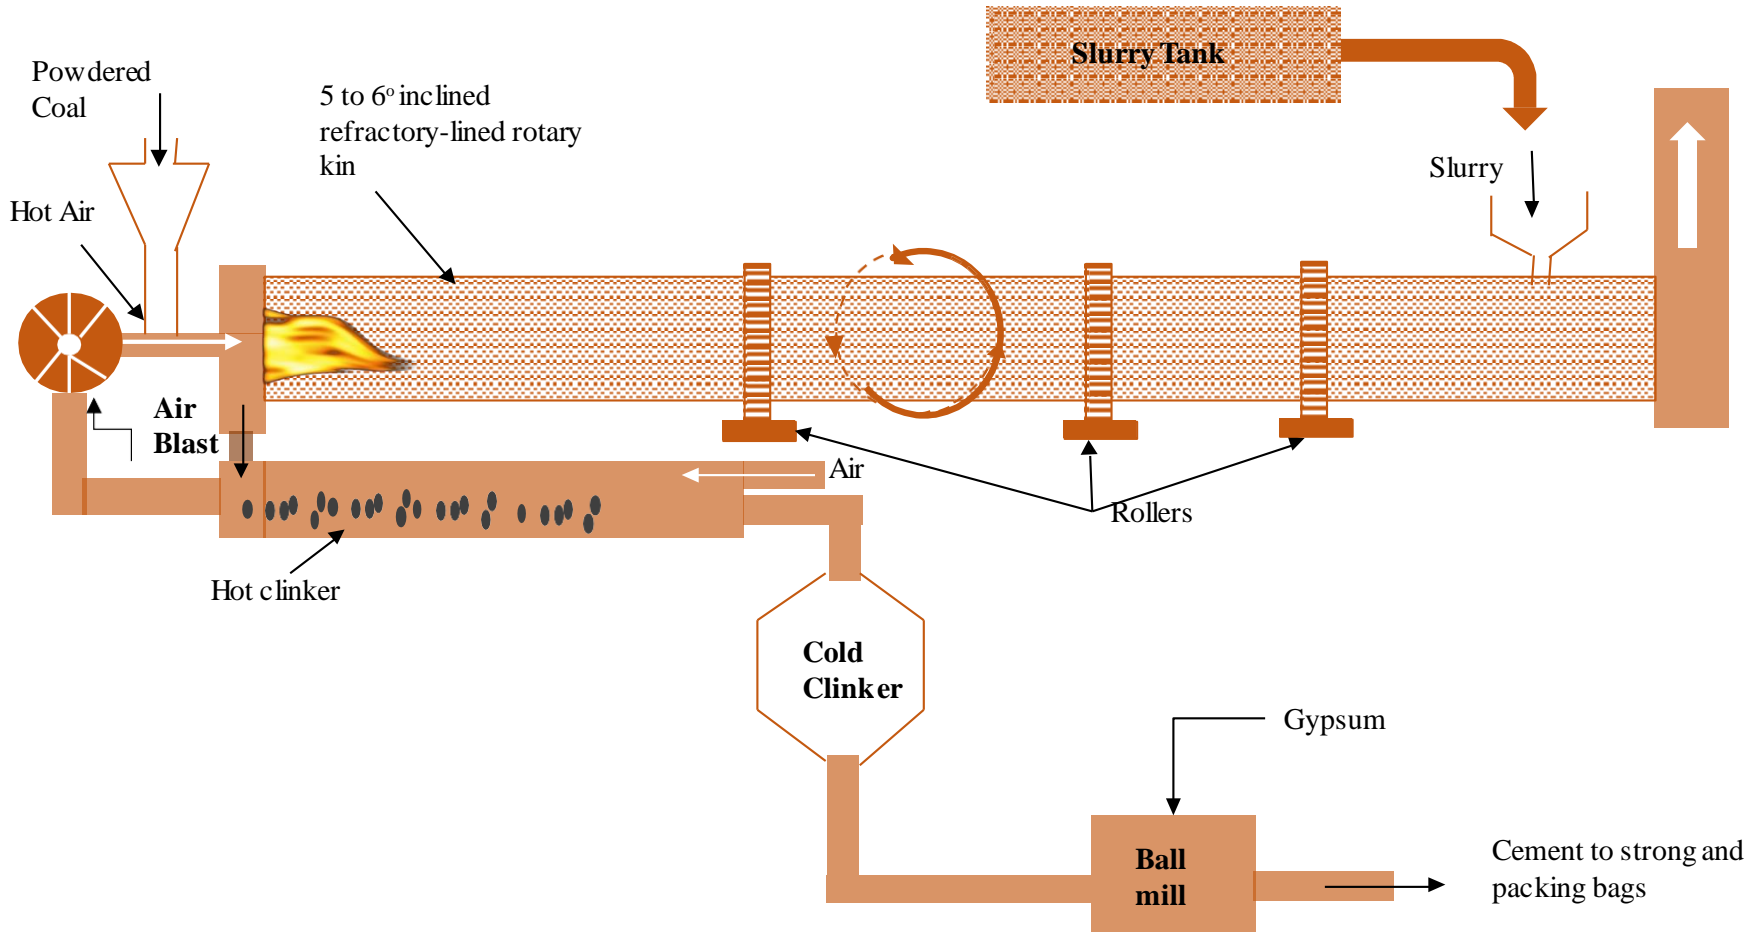 Slurry Tank
Powdered
Coal
5 to 6º inclined
refractory-lined rotary
kin
Slurry
Hot Air
Air
Blast
Air
Rollers
Hot clinker
Cold
Clinker
Gypsum
Ball
mill
Cement to strong and
packing bags